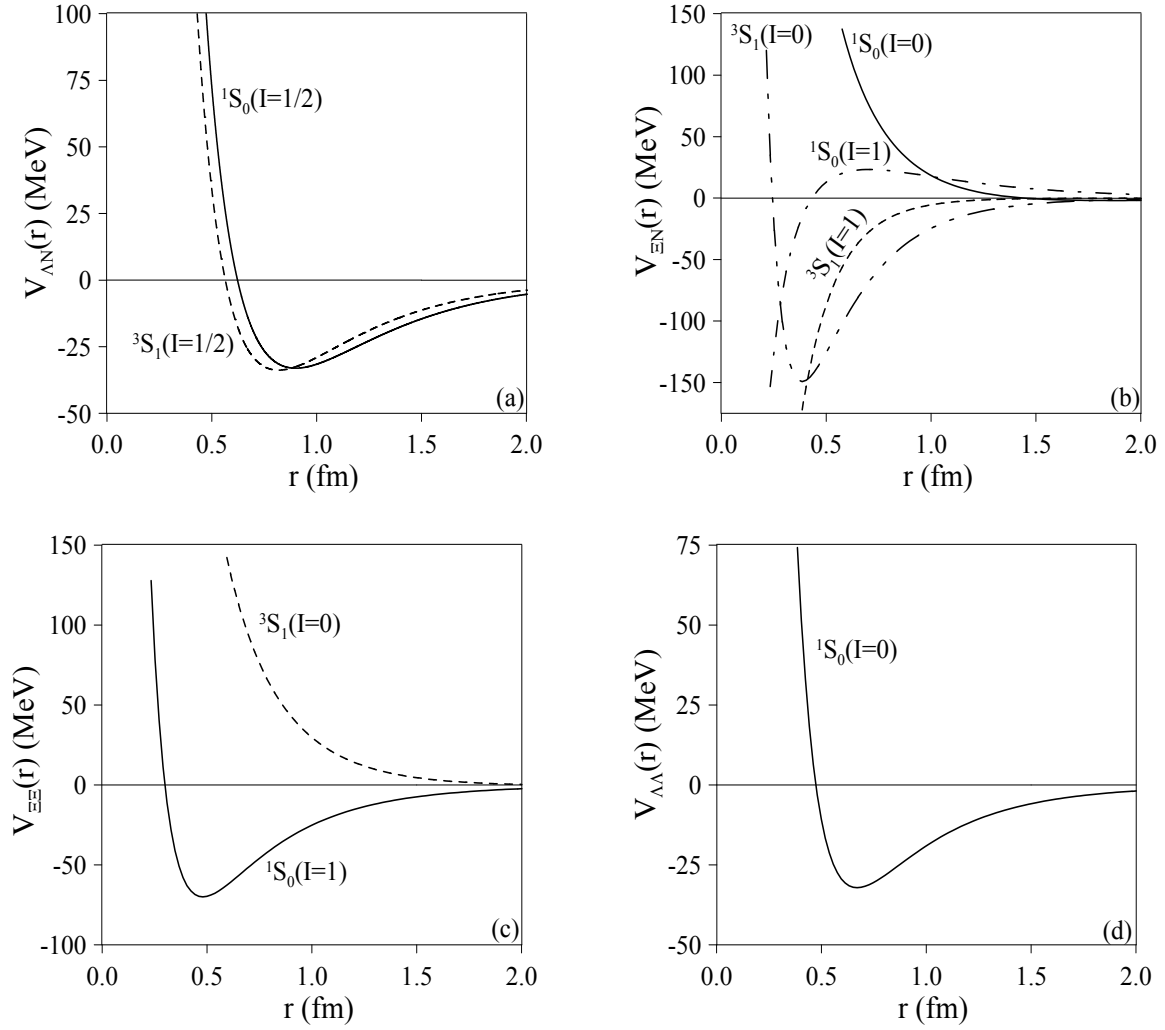 100
75
50
25
0
-25
-50
V_ΛN(r) (MeV)
¹S₀(I=1/2)
³S₁(I=1/2)
(a)
0.0 0.5 1.0 1.5 2.0
r (fm)
150
100
50
0
-50
-100
-150
V_ΞN(r) (MeV)
³S₁(I=0)
¹S₀(I=0)
¹S₀(I=1)
³S₁(I=1)
(b)
0.0 0.5 1.0 1.5 2.0
r (fm)
150
100
50
0
-50
-100
V_ΞΞ(r) (MeV)
³S₁(I=0)
¹S₀(I=1)
(c)
0.0 0.5 1.0 1.5 2.0
r (fm)
75
50
25
0
-25
-50
V_ΛΛ(r) (MeV)
¹S₀(I=0)
(d)
0.0 0.5 1.0 1.5 2.0
r (fm)